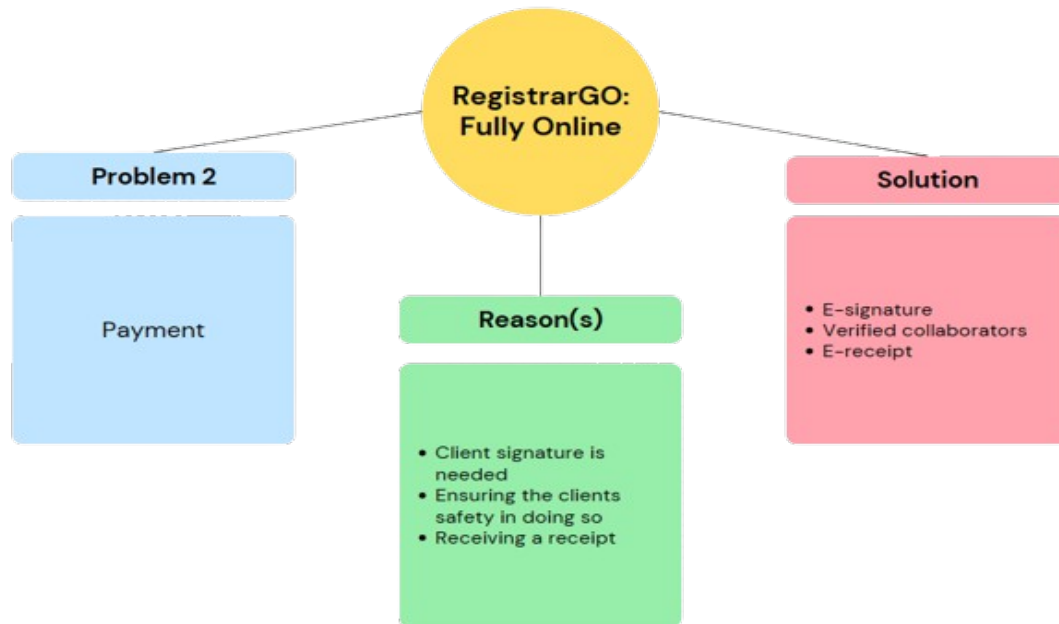 RegistrarGO:
Fully Online
Problem 2
Payment
Reason(s)
• Client signature is
needed
• Ensuring the clients
safety in doing so
• Receiving a receipt
Solution
• E-signature
• Verified collaborators
• E-receipt